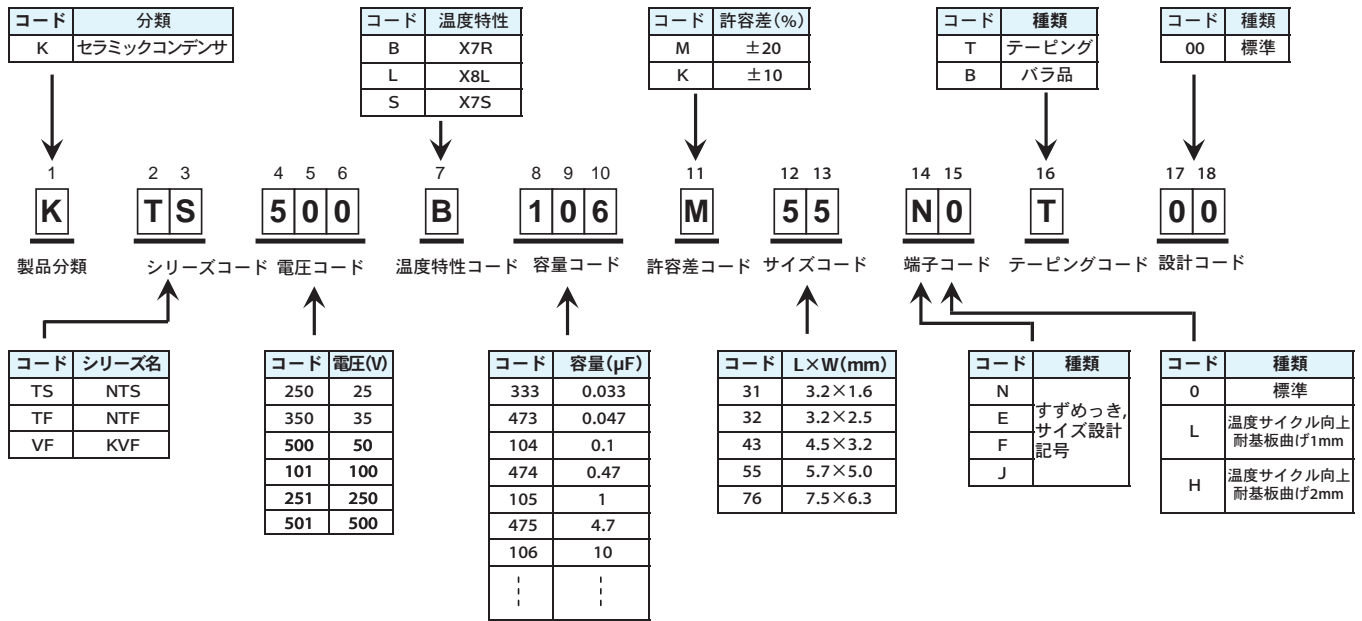 コード 分類
K セラミックコンデンサ
コード 温度特性
B X7R
L X8L
S X7S
コード 許容差(%)
M ±20
K ±10
コード 種類
T テーピング
B バラ品
コード 種類
00 標準
1 2 3 4 5 6 7 8 9 10 11 12 13 14 15 16 17 18
K T S 5 0 0 B 1 0 6 M 5 5 N 0 T 0 0
製品分類 シリーズコード 電圧コード 温度特性コード 容量コード 許容差コード サイズコード 端子コード テーピングコード 設計コード
コード シリーズ名
TS NTS
TF NTF
VF KVF
コード 電圧(V)
250 25
350 35
500 50
101 100
251 250
501 500
コード 容量(μF)
333 0.033
473 0.047
104 0.1
474 0.47
105 1
475 4.7
106 10
コード L×W(mm)
31 3.2×1.6
32 3.2×2.5
43 4.5×3.2
55 5.7×5.0
76 7.5×6.3
コード 種類
N
E
F
J
すずめっき,
サイズ設計
記号
コード 種類
0 標準
L 温度サイクル向上
耐基板曲げ1mm
H 温度サイクル向上
耐基板曲げ2mm